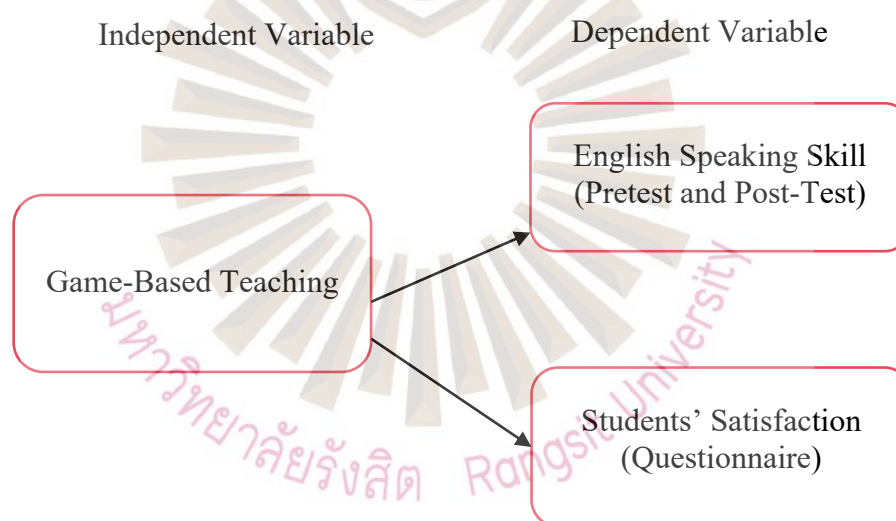 Independent Variable
Dependent Variable
English Speaking Skill
(Pretest and Post-Test)
Game-Based Teaching
Students’ Satisfaction
(Questionnaire)
มหาวิทยาลัยรังสิต Rangsit University